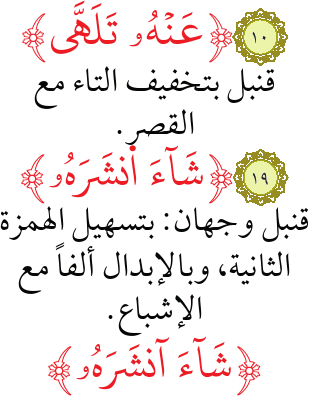 ١٠ ﴿عَنْهُۥ تَلَهَّى﴾
قنبل بتخفيف التاء مع
القصر.
١٩ ﴿شَآءَ اَ۬نشَرَهُۥ﴾
قنبل وجهان: بتسهيل الهمزة
الثانية، وبالإبدال ألفاً مع
الإشباع.
﴿شَآءَ آنشَرَهُۥ﴾